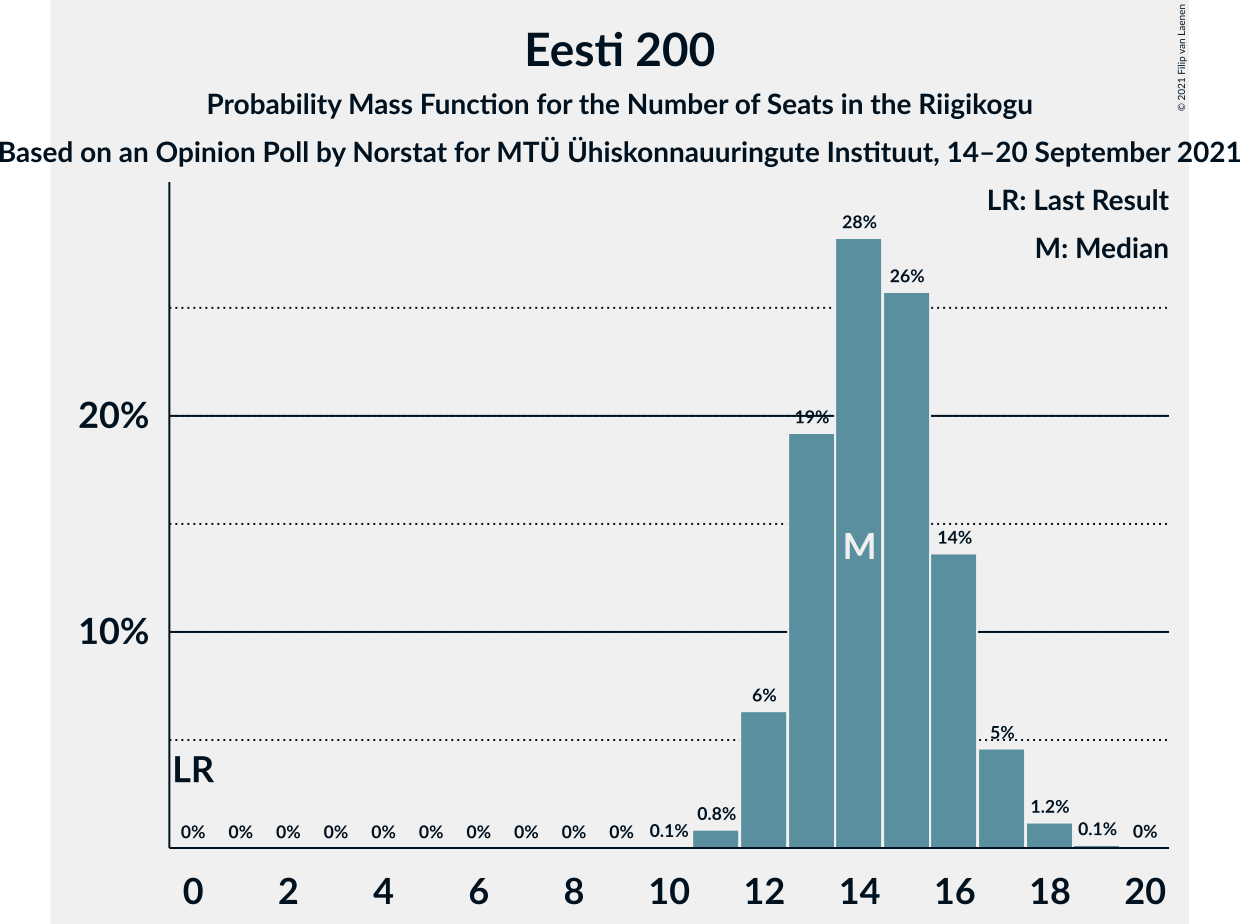 Eesti 200
Probability Mass Function for the Number of Seats in the Riigikogu
Based on an Opinion Poll by Norstat for MTÜ Ühiskonnauuringute Instituut, 14–20 September 2021
© 2021 Filip van Laenen
LR: Last Result
M: Median
28%
26%
20%
19%
14%
M
10%
6%
5%
LR
0% 0% 0% 0% 0% 0% 0% 0% 0% 0% 0.1% 0.8% 1.2% 0.1% 0%
0 2 4 6 8 10 12 14 16 18 20